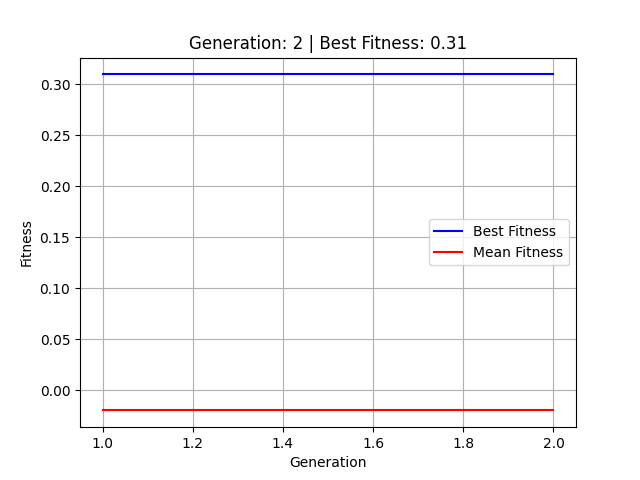 Generation: 2 | Best Fitness: 0.31
Fitness
0.30
0.25
0.20
0.15
0.10
0.05
0.00
Best Fitness
Mean Fitness
1.0 1.2 1.4 1.6 1.8 2.0
Generation